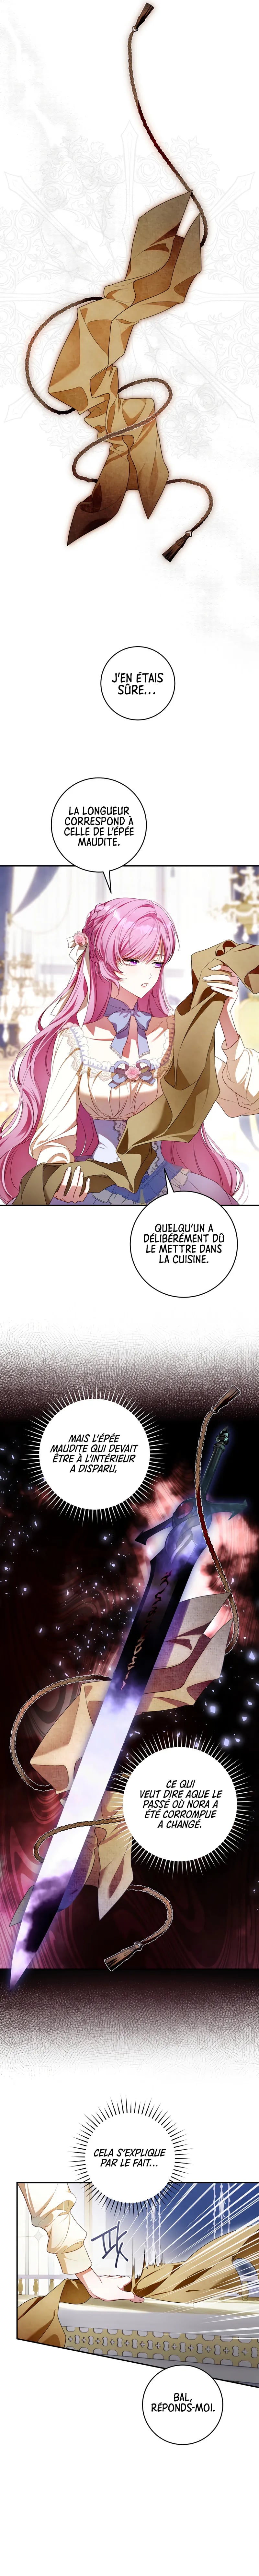 J'EN ÉTAIS
SÛRE...
LA LONGUEUR
CORRESPOND À
CELLE DE L'ÉPÉE
MAUDITE.
QUELQU'UN A
DÉLIBÉRÉMENT DÛ
LE METTRE DANS
LA CUISINE.
MAIS L'ÉPÉE
MAUDITE QUI DEVAIT
ÊTRE À L'INTÉRIEUR
A DISPARU,
CE QUI
VEUT DIRE AQUE LE
PASSÉ OÙ NORA A
ÉTÉ CORROMPUE
A CHANGÉ.
CELA S'EXPLIQUE
PAR LE FAIT...
BAL,
RÉPONDS-MOI.